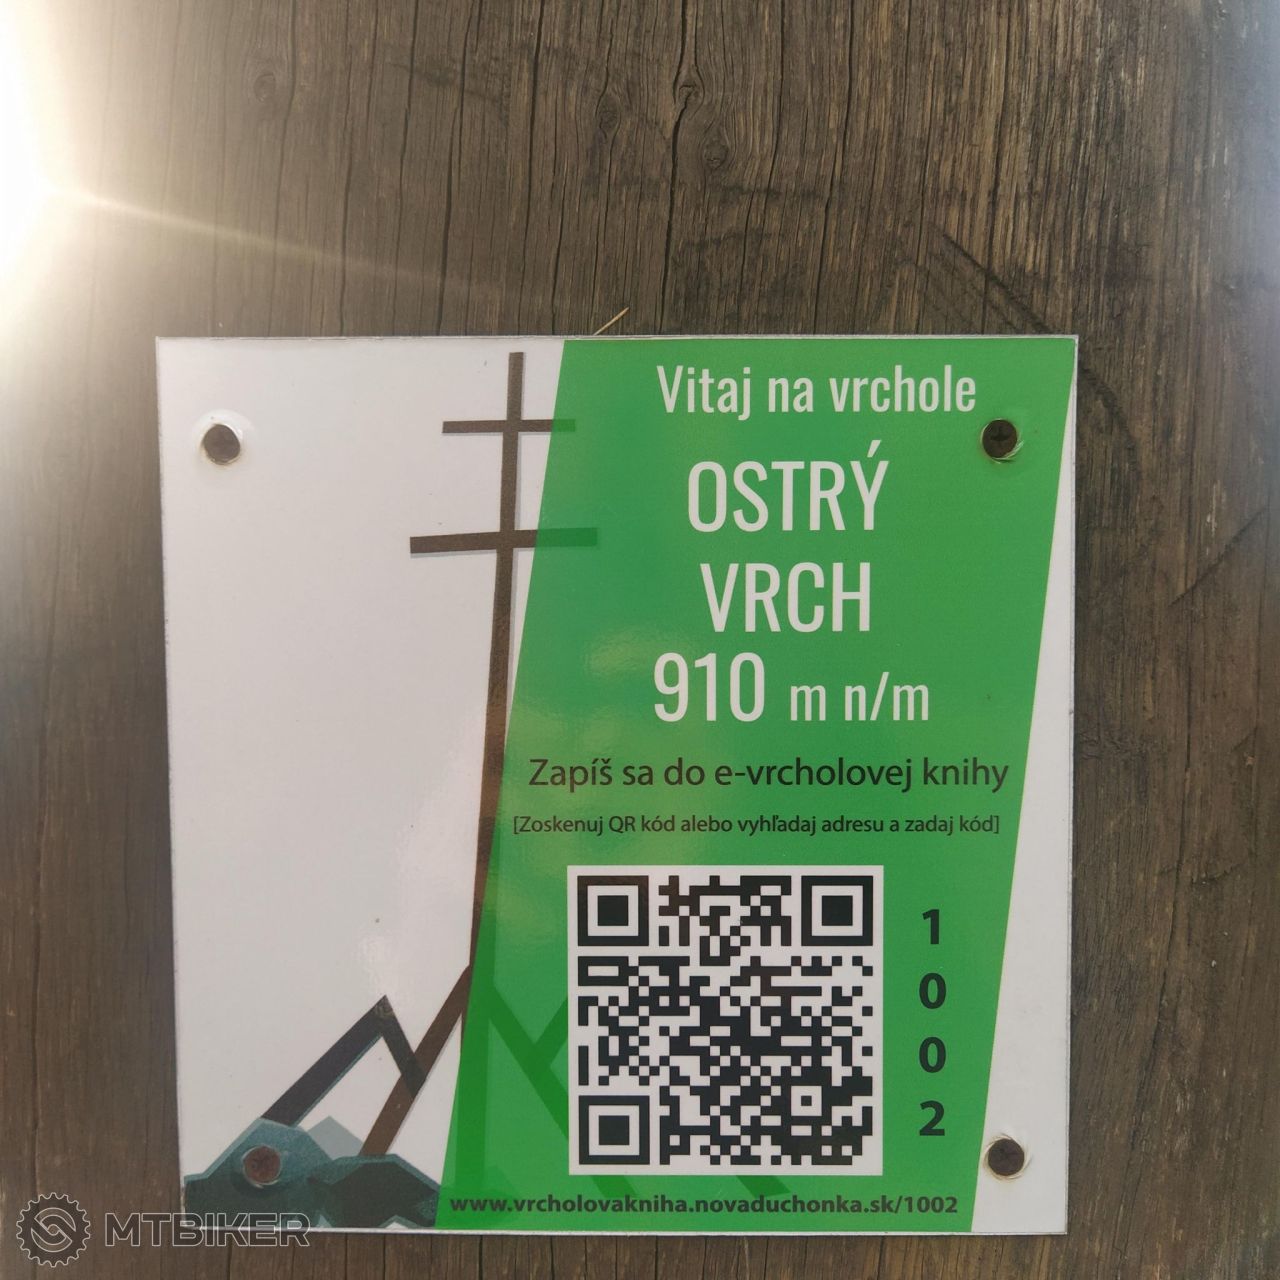 Vitaj na vrchole
OSTRÝ
VRCH
910 m n/m
Zapíš sa do e-vrcholovej knihy
[Zoskenuj QR kód alebo vyhľadaj adresu a zadaj kód]
1
0
0
2
www.vrcholovakniha.novaduchonka.sk/1002
MTBIKER